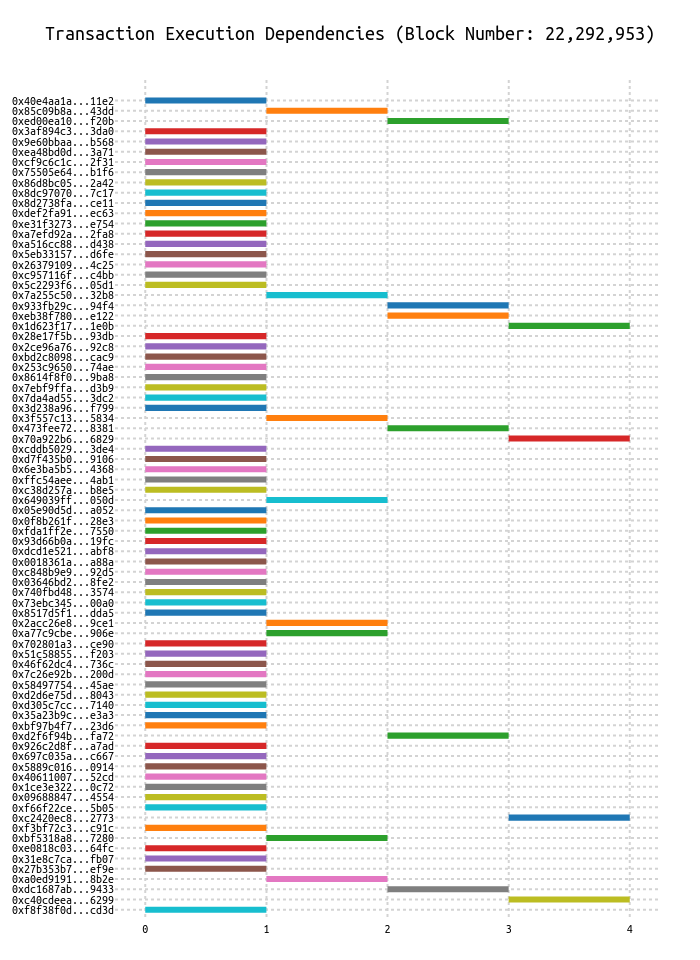 Transaction Execution Dependencies (Block Number: 22,292,953)
0x40e4aa1a...11e2
0x85c09b8a...43dd
0xed00ea10...f20b
0x3af894c3...3da0
0x9e60bbaa...b568
0xea48bd0d...3a71
0xcf9c6c1c...2f31
0x75505e64...b1f6
0x86d8bc05...2a42
0x8dc97070...7c17
0x8d2738fa...ce11
0xdef2fa91...ec63
0xe31f3273...e754
0xa7efd92a...2fa8
0xa516cc88...d438
0x5eb33157...d6fe
0x26379109...4c25
0xc957116f...c4bb
0x5c2293f6...05d1
0x7a255c50...32b8
0x933fb29c...94f4
0xeb38f780...e122
0x1d623f17...1e0b
0x28e17f5b...93db
0x2ce96a76...92c8
0xbd2c8098...cac9
0x253c9650...74ae
0x8614f8f0...9ba8
0x7ebf9ffa...d3b9
0x7da4ad55...3dc2
0x3d238a96...f799
0x3f557c13...5834
0x473fee72...8381
0x70a922b6...6829
0xcddb5029...3de4
0xd7f435b0...9106
0x6e3ba5b5...4368
0xffc54aee...4ab1
0xc38d257a...b8e5
0x649039ff...050d
0x05e90d5d...a052
0x0f8b261f...28e3
0xfda1ff2e...7550
0x93d66b0a...19fc
0xdcd1e521...abf8
0x0018361a...a88a
0xc848b9e9...92d5
0x03646bd2...8fe2
0x740fbd48...3574
0x73ebc345...00a0
0x8517d5f1...dda5
0x2acc26e8...9ce1
0xa77c9cbe...906e
0x702801a3...ce90
0x51c58855...f203
0x46f62dc4...736c
0x7c26e92b...200d
0x58497754...45ae
0xd2d6e75d...8043
0xd305c7cc...7140
0x35a23b9c...e3a3
0xbf97b4f7...23d6
0xd2f6f94b...fa72
0x926c2d8f...a7ad
0x697c035a...c667
0x5889c016...0914
0x40611007...52cd
0x1ce3e322...0c72
0x09688847...4554
0xf66f22ce...5b05
0xc2420ec8...2773
0xf3bf72c3...c91c
0xbf5318a8...7280
0xe0818c03...64fc
0x31e8c7ca...fb07
0x27b353b7...ef9e
0xa0ed9191...8b2e
0xdc1687ab...9433
0xc40cdeea...6299
0xf8f38f0d...cd3d
0 1 2 3 4